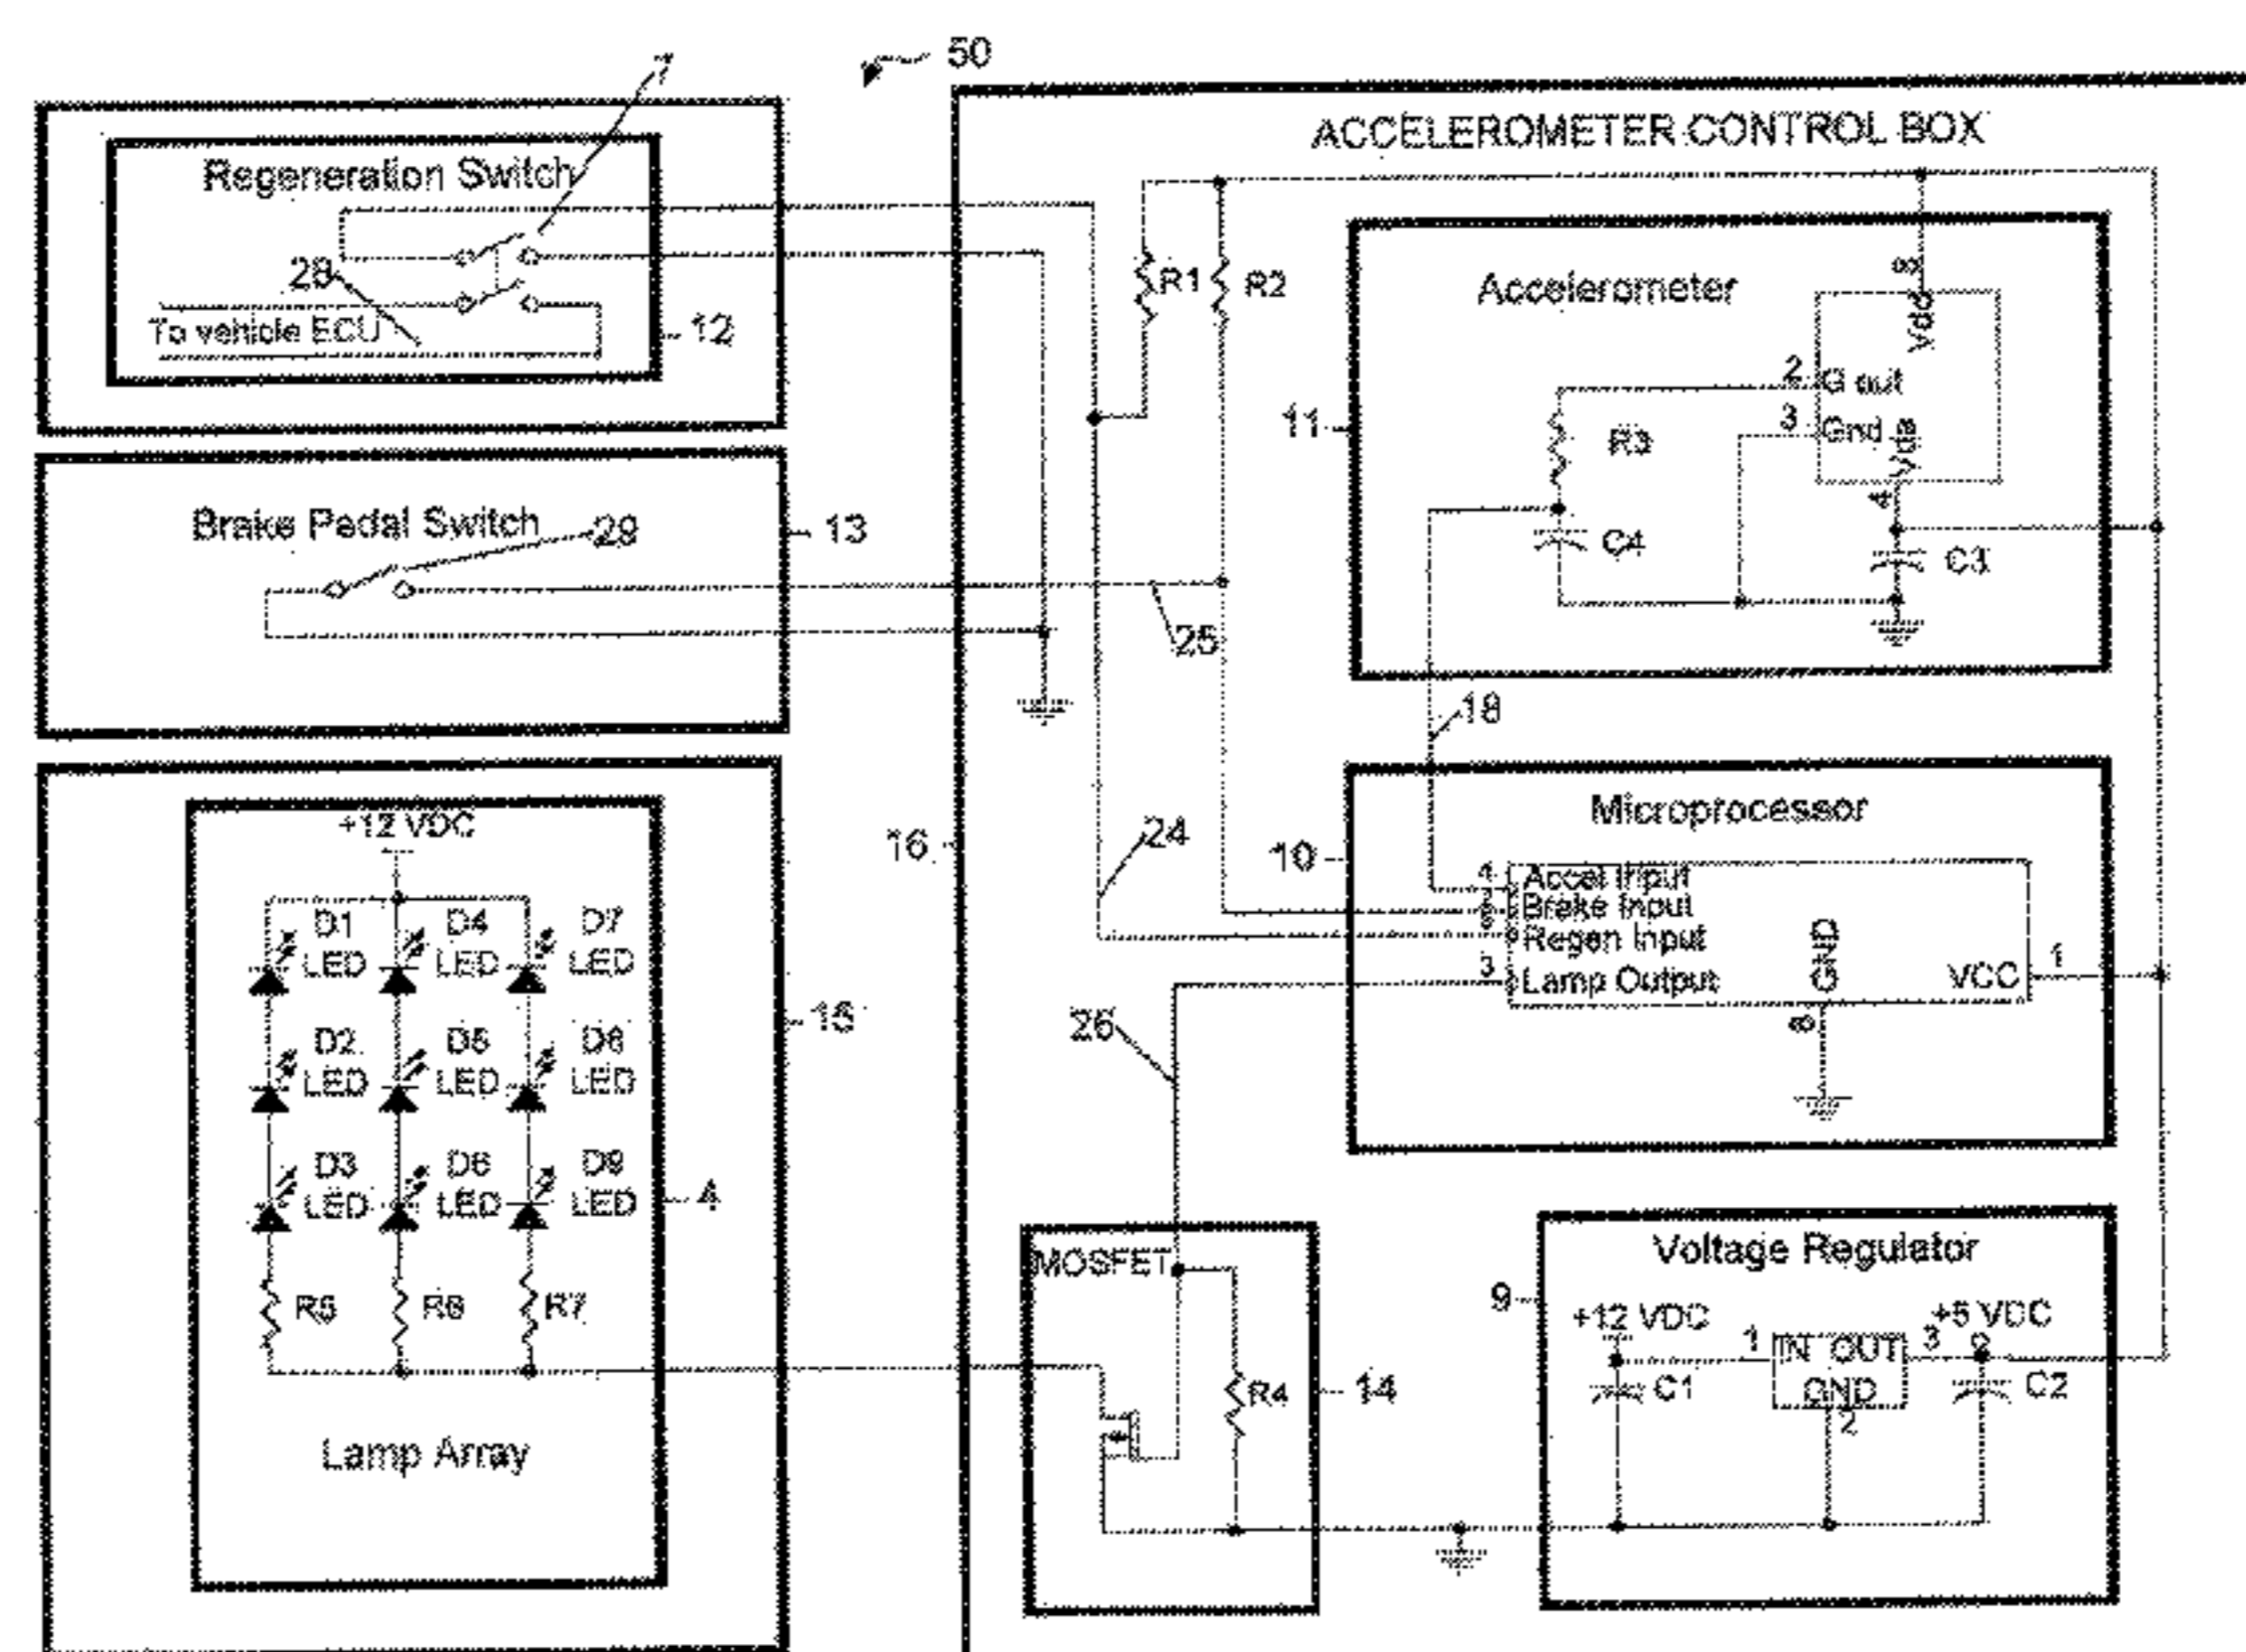 50
7
ACCELEROMETER CONTROL BOX
Regeneration Switch
28
To vehicle ECU
12
R1
R2
Accelerometer
8
Vdd
2
G out
3
Gnd
Vda
4
11
R3
C4
C3
Brake Pedal Switch
29
13
25
18
16
24
10
Microprocessor
4
Accel Input
Brake Input
Regen Input
3
Lamp Output
GND
8
VCC
1
26
+12 VDC
D1
LED
D4
LED
D7
LED
D2
LED
D5
LED
D8
LED
D3
LED
D6
LED
D9
LED
R5
R6
R7
Lamp Array
4
15
MOSFET
R4
14
Voltage Regulator
9
+12 VDC
1
IN OUT
GND
2
3
+5 VDC
C1
C2